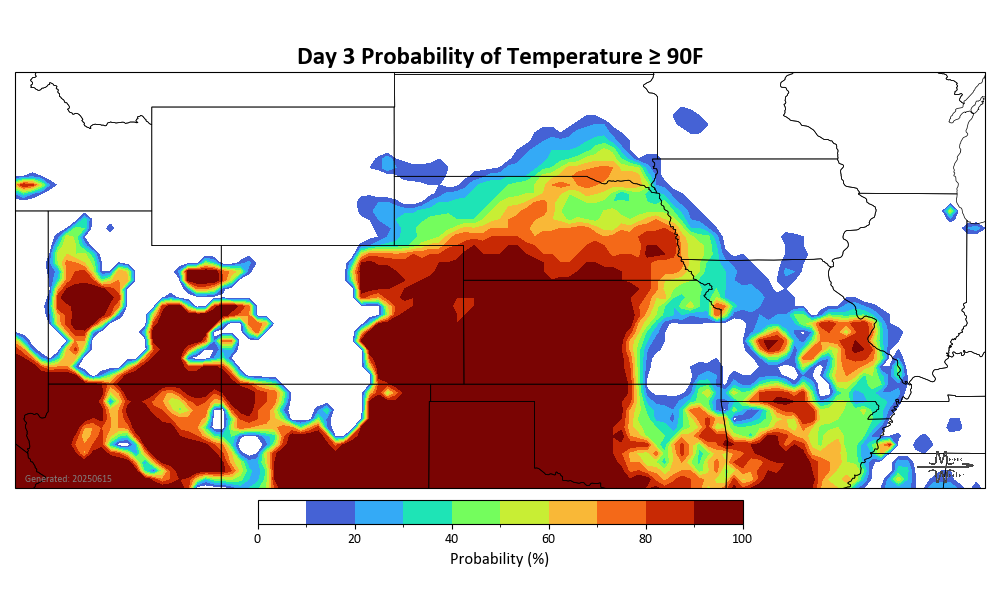 Day 3 Probability of Temperature ≥ 90F
Generated: 20250615
0 20 40 60 80 100
Probability (%)